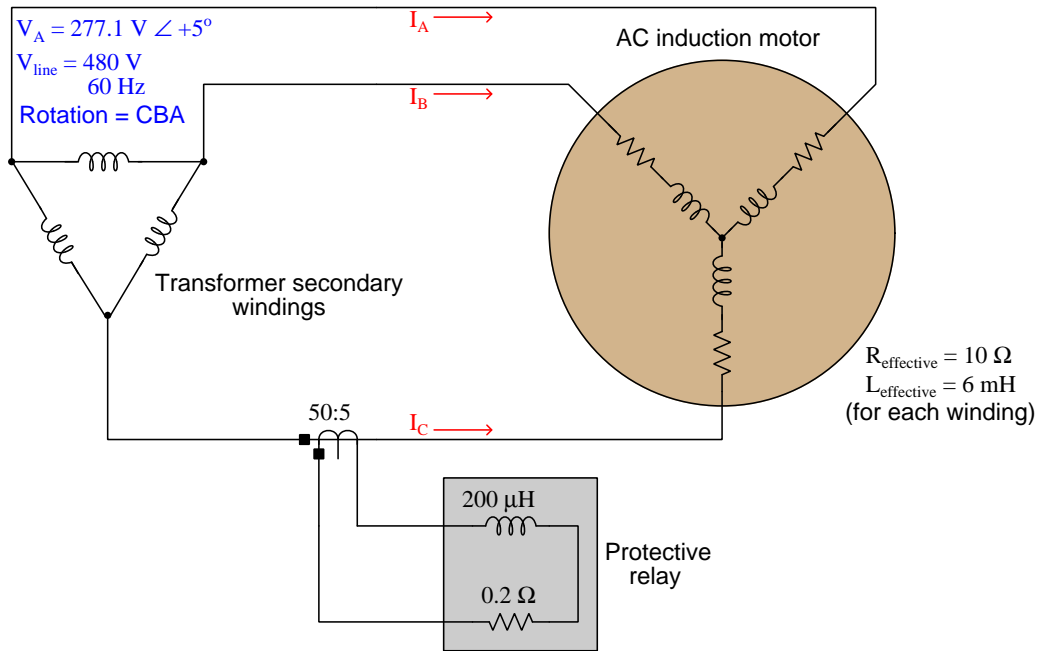 V_A = 277.1 V ∠ +5°
V_line = 480 V
60 Hz
Rotation = CBA
I_A
I_B
AC induction motor
Transformer secondary
windings
R_effective = 10 Ω
L_effective = 6 mH
(for each winding)
50:5
I_C
200 μH
0.2 Ω
Protective
relay